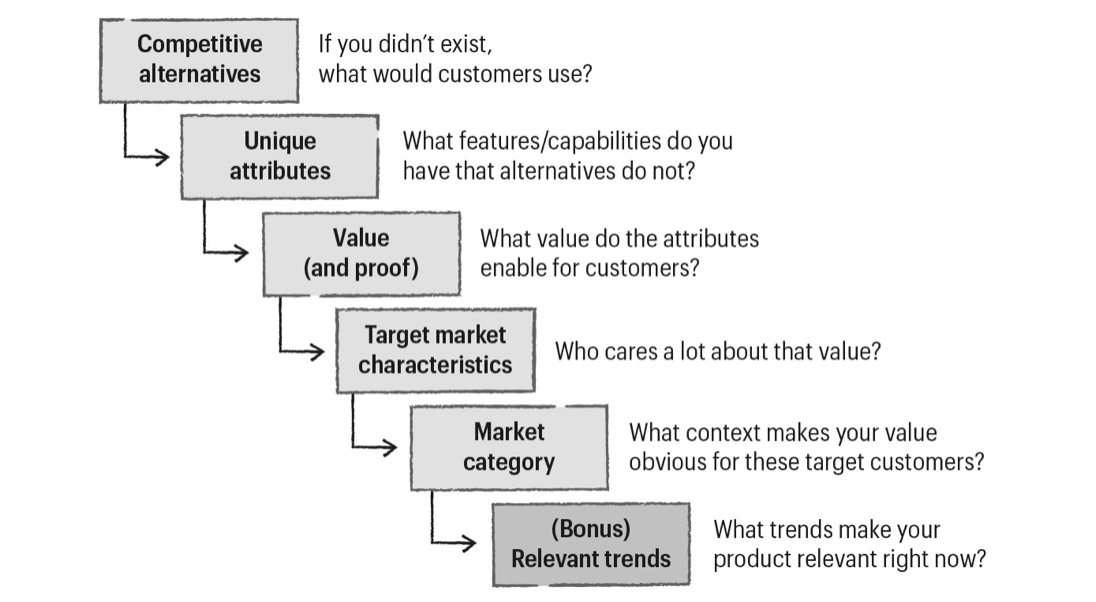 Competitive
alternatives
If you didn’t exist,
what would customers use?
Unique
attributes
What features/capabilities do you
have that alternatives do not?
Value
(and proof)
What value do the attributes
enable for customers?
Target market
characteristics
Who cares a lot about that value?
Market
category
What context makes your value
obvious for these target customers?
(Bonus)
Relevant trends
What trends make your
product relevant right now?